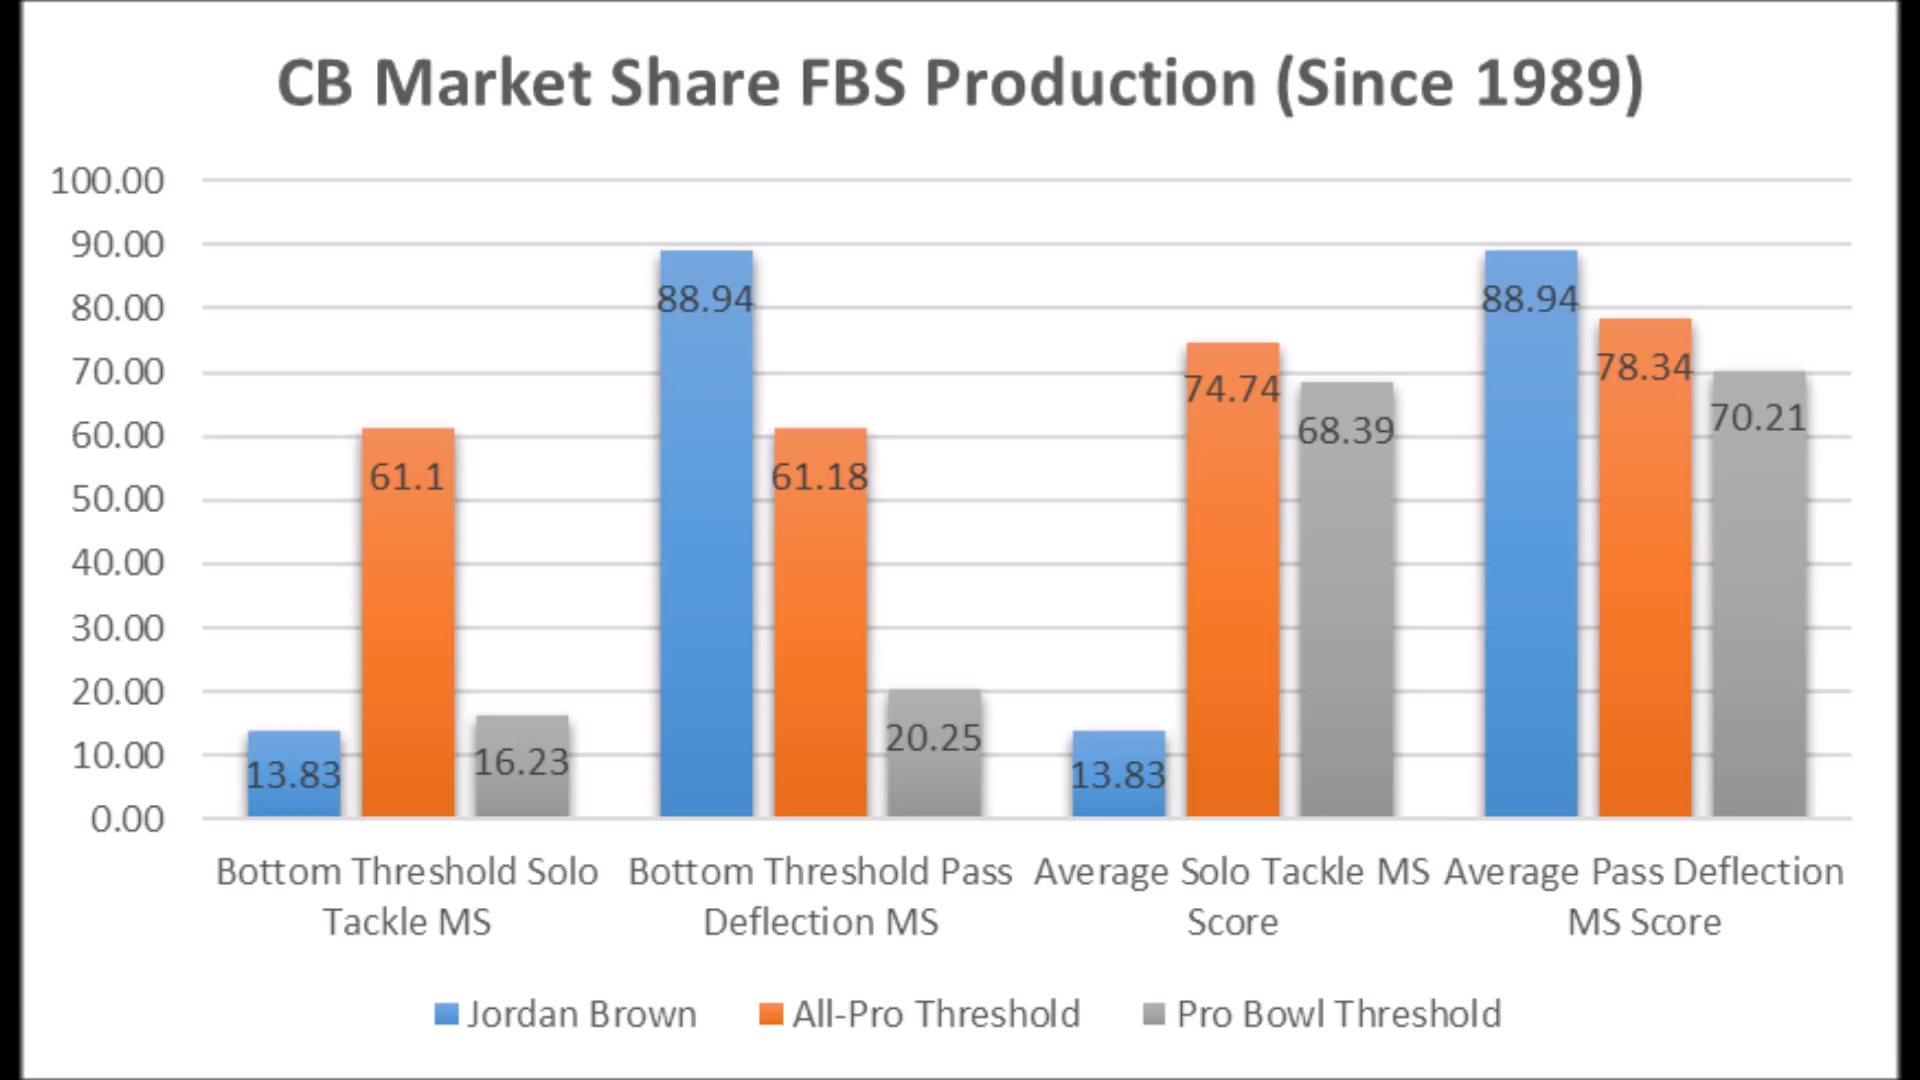 CB Market Share FBS Production (Since 1989)
100.00
90.00
80.00
70.00
60.00
50.00
40.00
30.00
20.00
10.00
0.00
13.83
61.1
16.23
88.94
61.18
20.25
13.83
74.74
68.39
88.94
78.34
70.21
Bottom Threshold Solo
Tackle MS
Bottom Threshold Pass
Deflection MS
Average Solo Tackle MS
Score
Average Pass Deflection
MS Score
Jordan Brown
All-Pro Threshold
Pro Bowl Threshold